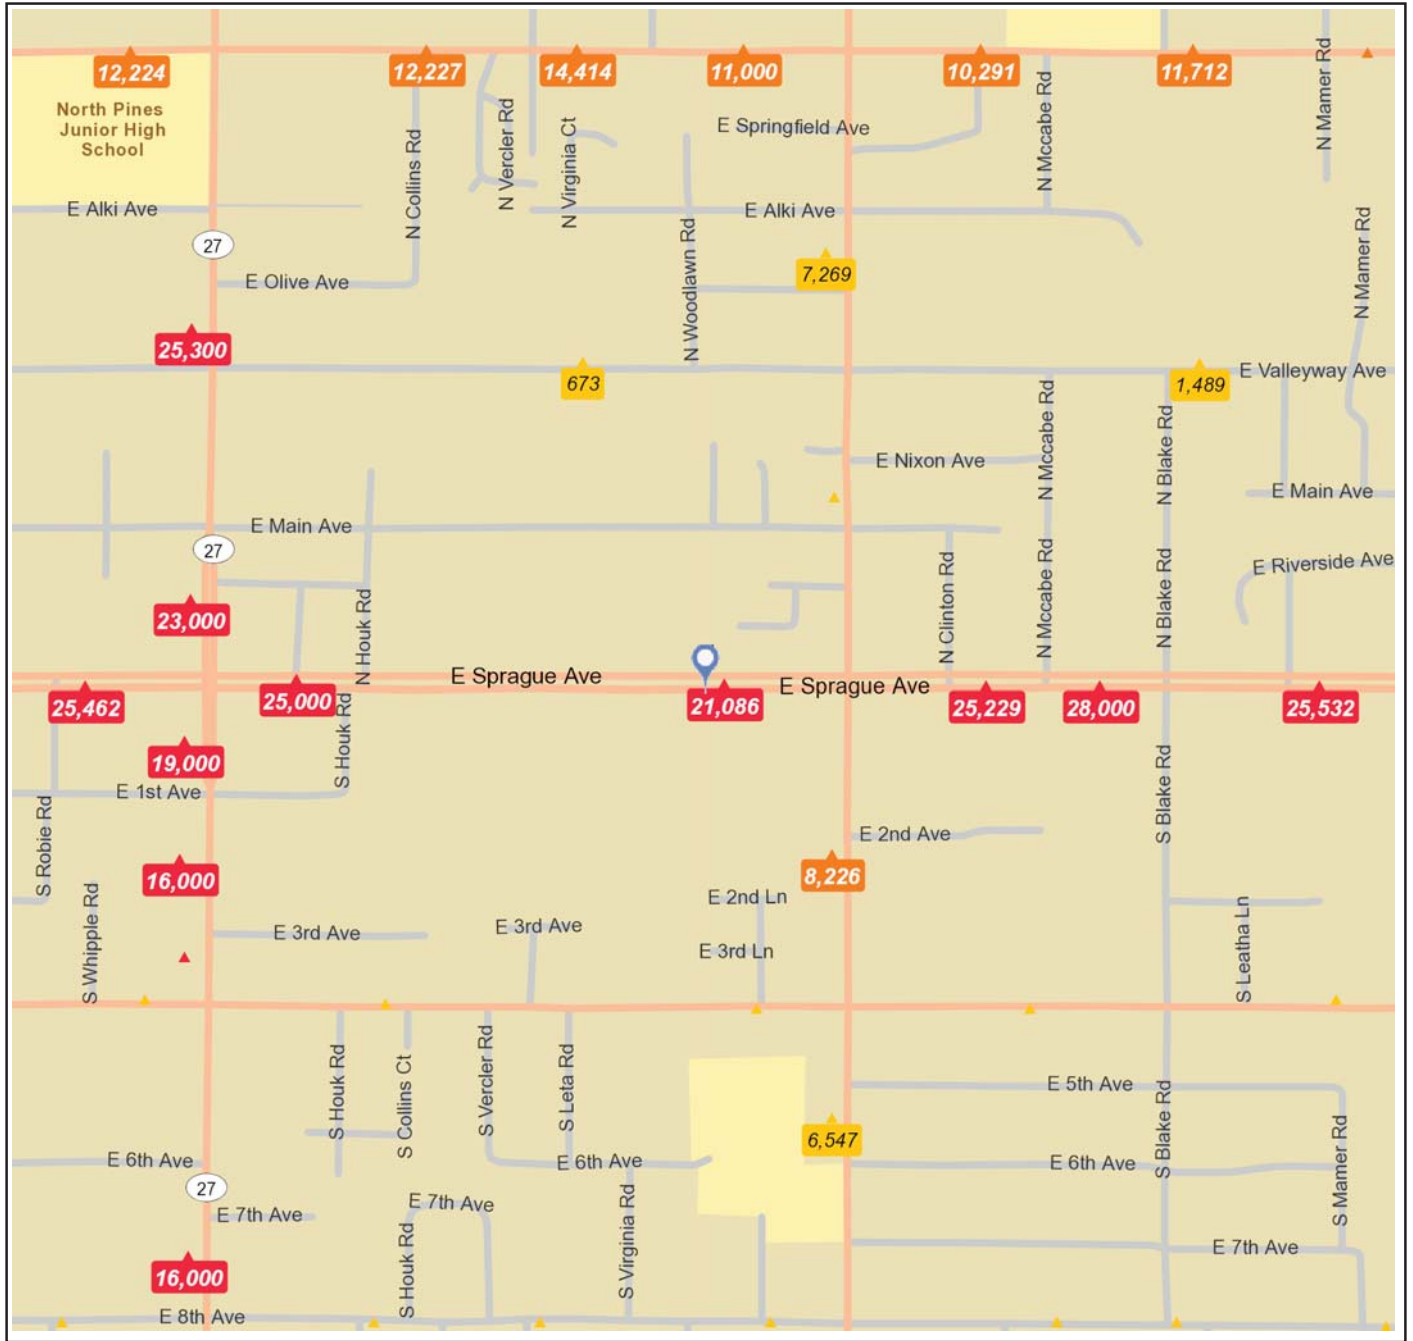 12,224
12,227
14,414
11,000
10,291
11,712
N Mamer Rd
North Pines
Junior High
School
N Collins Rd
N Vercler Rd
N Virginia Ct
E Springfield Ave
N Mccabe Rd
E Alki Ave
E Alki Ave
27
N Woodlawn Rd
7,269
N Mamer Rd
E Olive Ave
25,300
673
1,489
E Valleyway Ave
N Mccabe Rd
N Blake Rd
E Nixon Ave
E Main Ave
E Main Ave
27
N Clinton Rd
N Mccabe Rd
N Blake Rd
E Riverside Ave
23,000
N Houk Rd
E Sprague Ave
E Sprague Ave
25,462
25,000
21,086
25,229
28,000
25,532
S Houk Rd
19,000
S Blake Rd
E 1st Ave
S Robie Rd
E 2nd Ave
16,000
8,226
S Whipple Rd
E 2nd Ln
E 3rd Ave
E 3rd Ave
E 3rd Ln
S Leatha Ln
S Houk Rd
S Collins Ct
S Vercler Rd
S Leta Rd
E 5th Ave
S Blake Rd
6,547
S Mamer Rd
E 6th Ave
E 6th Ave
E 6th Ave
27
E 7th Ave
E 7th Ave
S Houk Rd
S Virginia Rd
E 7th Ave
16,000
E 8th Ave